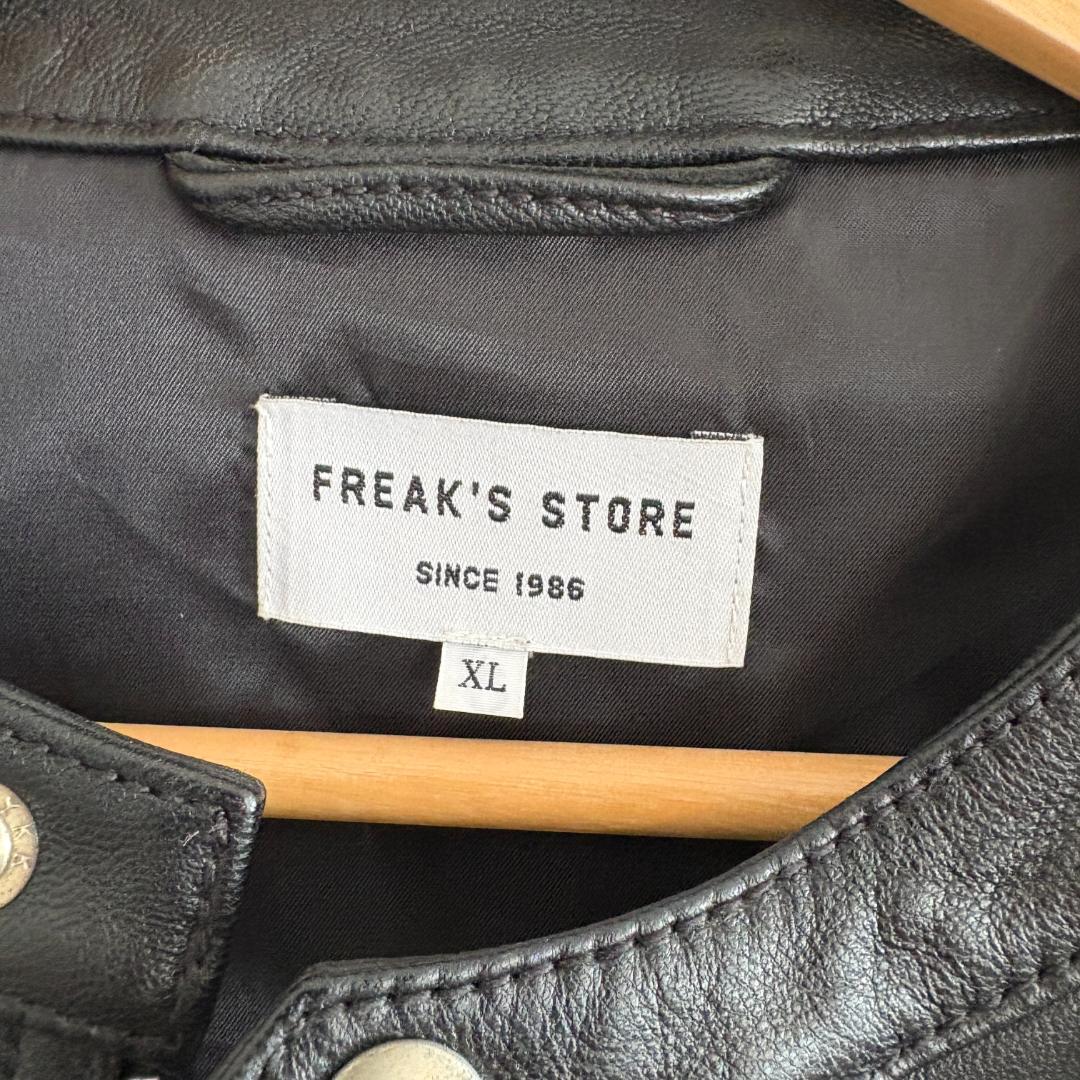 FREAK'S STORE
SINCE 1986
XL